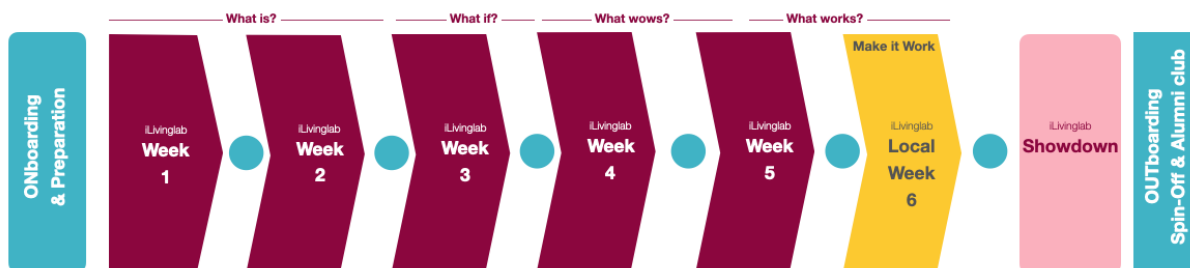 What is?
What if?
What wows?
What works?
ONboarding
& Preparation
iLivinglab
Week
1
iLivinglab
Week
2
iLivinglab
Week
3
iLivinglab
Week
4
iLivinglab
Week
5
Make it Work
iLivinglab
Local
Week
6
iLivinglab
Showdown
OUTboarding
Spin-Off & Alumni club